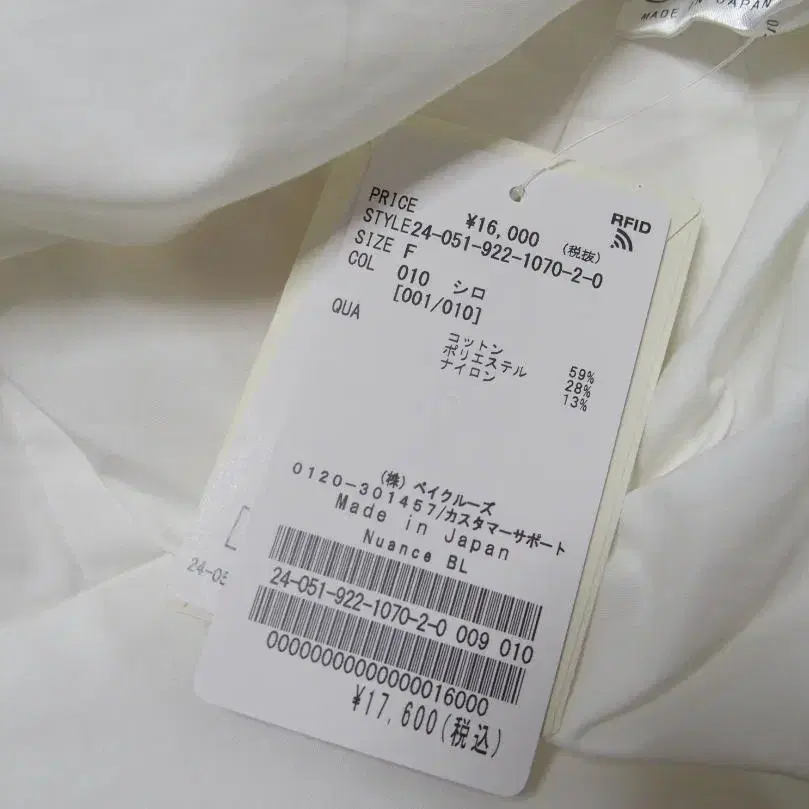 MADE IN JAPAN
PRICE ¥16,000 (税抜)
RFID
STYLE24-051-922-1070-2-0
SIZE F
COL 010 シロ
[001/010]
QUA
コットン 59%
ポリエステル 28%
ナイロン 13%
(株) ベイクルーズ
0120-301457/カスタマーサポート
Made in Japan
Nuance BL
24-051-922-1070-2-0 009 010
00000000000000016000
¥17,600(税込)
24-05